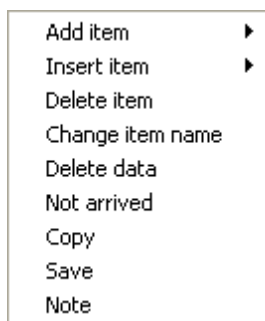 Add item
Insert item
Delete item
Change item name
Delete data
Not arrived
Copy
Save
Note